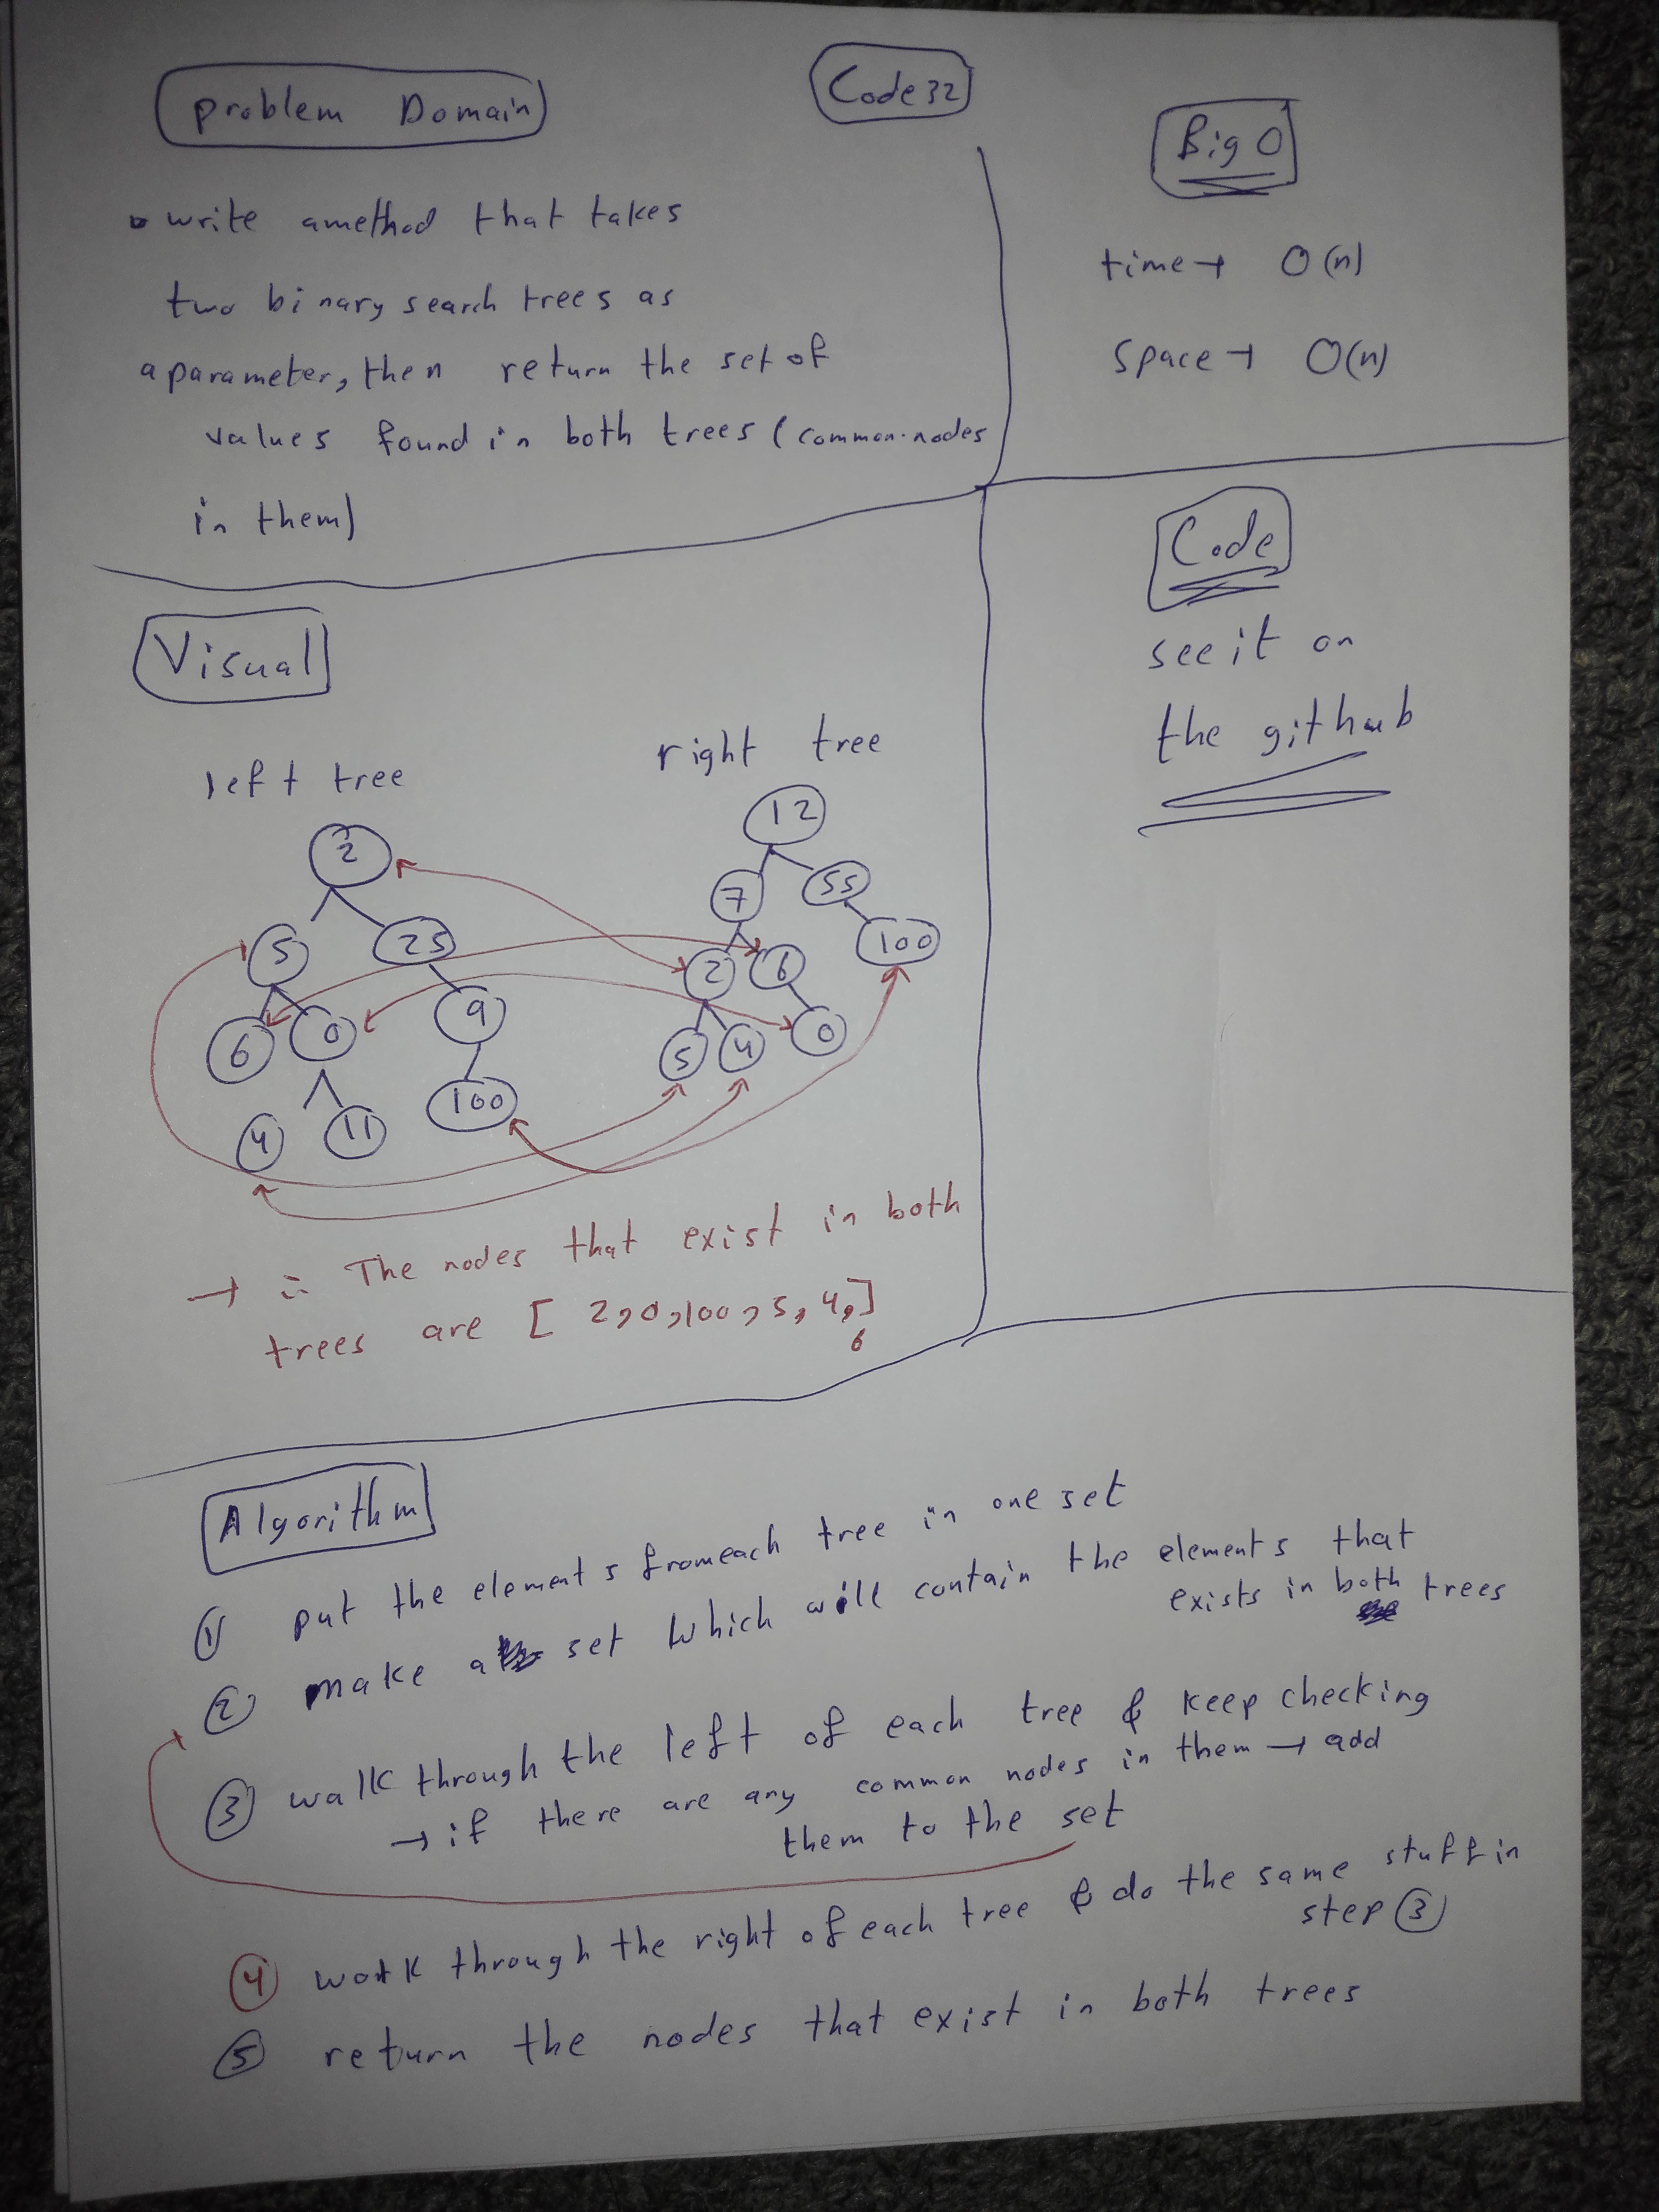 Code 32
problem Domain
write a method that takes
two binary search trees as
a parameter, then return the set of
values found in both trees (common nodes
in them)
Big O
time → O(n)
Space → O(n)
Code
see it on
the github
Visual
left tree
right tree
2
5 25
6 0 9
4 11 100
12
7 55
2 6 100
5 4 0
→ ∴ The nodes that exist in both
trees are [ 2,0,100,5,4,]
6
Algorithm
1 put the elements from each tree in one set
2 make a set which will contain the elements that
exists in both trees
3 walk through the left of each tree & keep checking
→ if there are any common nodes in them → add
them to the set
4 walk through the right of each tree & do the same stuff in
step 3
5 return the nodes that exist in both trees